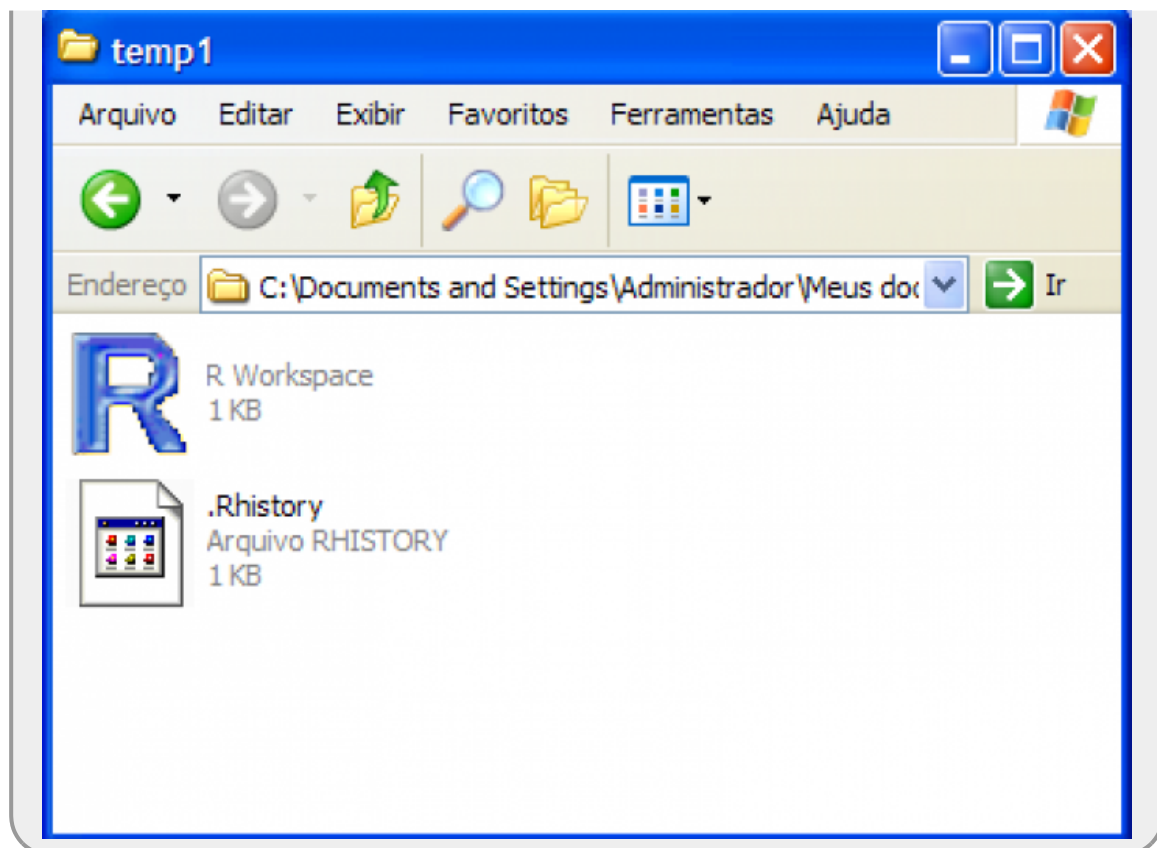 temp1
Arquivo Editar Exibir Favoritos Ferramentas Ajuda
Endereço C:\Documents and Settings\Administrador\Meus doc Ir
R Workspace
1 KB
.Rhistory
Arquivo RHISTORY
1 KB